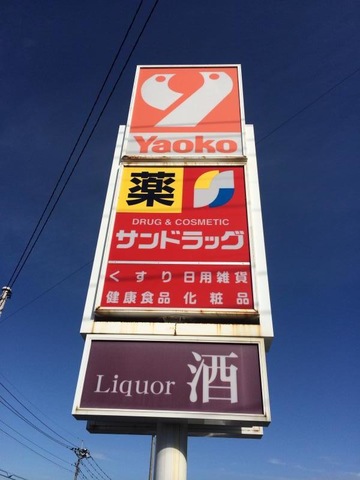 Yaoko
薬
DRUG & COSMETIC
サンドラッグ
くすり 日用雑貨
健康食品 化粧品
Liquor 酒